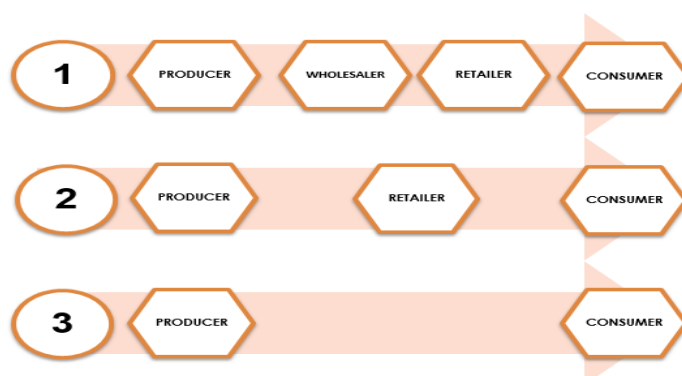 1 PRODUCER WHOLESALER RETAILER CONSUMER
2 PRODUCER RETAILER CONSUMER
3 PRODUCER CONSUMER